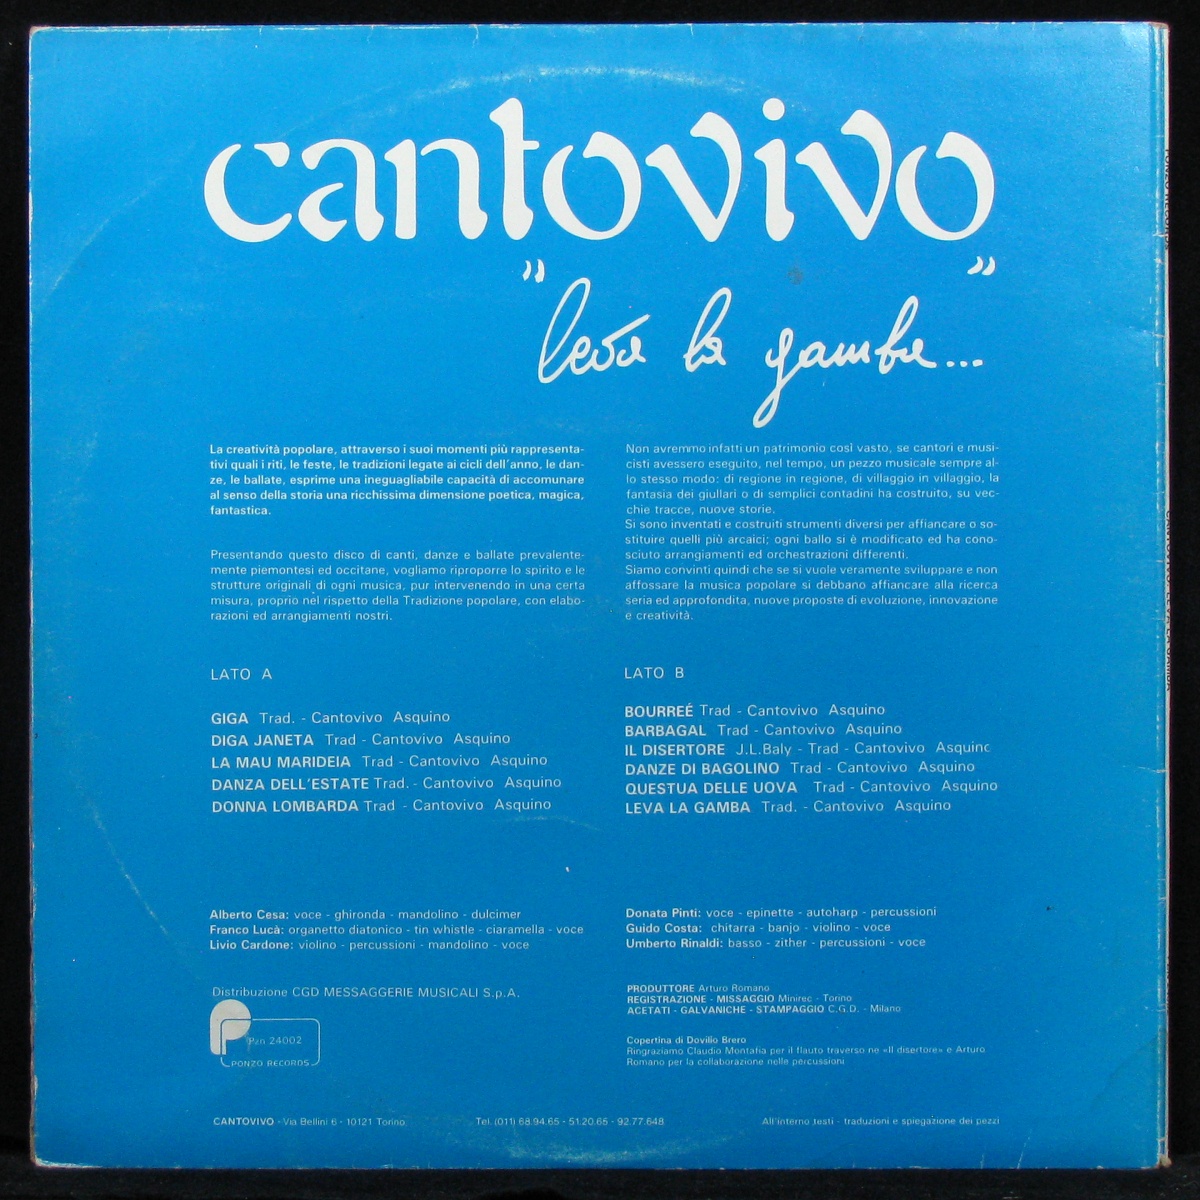 cantovivo
"leva la gamba..."
La creatività popolare, attraverso i suoi momenti più rappresenta-
tivi quali i riti, le feste, le tradizioni legate ai cicli dell'anno, le dan-
ze, le ballate, esprime una ineguagliabile capacità di accomunare
al senso della storia una ricchissima dimensione poetica, magica,
fantastica.
Presentando questo disco di canti, danze e ballate prevalente-
mente piemontesi ed occitane, vogliamo riproporre lo spirito e le
strutture originali di ogni musica, pur intervenendo in una certa
misura, proprio nel rispetto della Tradizione popolare, con elabo-
razioni ed arrangiamenti nostri.
Non avremmo infatti un patrimonio così vasto, se cantori e musi-
cisti avessero eseguito, nel tempo, un pezzo musicale sempre al-
lo stesso modo: di regione in regione, di villaggio in villaggio, la
fantasia dei giullari o di semplici contadini ha costruito, su vec-
chie tracce, nuove storie.
Si sono inventati e costruiti strumenti diversi per affiancare o so-
stituire quelli più arcaici; ogni ballo si è modificato ed ha cono-
sciuto arrangiamenti ed orchestrazioni differenti.
Siamo convinti quindi che se si vuole veramente sviluppare e non
affossare la musica popolare si debbano affiancare alla ricerca
seria ed approfondita, nuove proposte di evoluzione, innovazione
e creatività.
LATO A
GIGA Trad. - Cantovivo Asquino
DIGA JANETA Trad - Cantovivo Asquino
LA MAU MARIDEIA Trad - Cantovivo Asquino
DANZA DELL'ESTATE Trad. - Cantovivo Asquino
DONNA LOMBARDA Trad - Cantovivo Asquino
LATO B
BOURREÉ Trad - Cantovivo Asquino
BARBAGAL Trad - Cantovivo Asquino
IL DISERTORE J.L.Baly - Trad - Cantovivo Asquino
DANZE DI BAGOLINO Trad - Cantovivo Asquino
QUESTUA DELLE UOVA Trad - Cantovivo Asquino
LEVA LA GAMBA Trad. - Cantovivo Asquino
Alberto Cesa: voce - ghironda - mandolino - dulcimer
Franco Lucà: organetto diatonico - tin whistle - ciaramella - voce
Livio Cardone: violino - percussioni - mandolino - voce
Donata Pinti: voce - epinette - autoharp - percussioni
Guido Costa: chitarra - banjo - violino - voce
Umberto Rinaldi: basso - zither - percussioni - voce
Distribuzione CGD MESSAGGERIE MUSICALI S.p.A.
Pzn 24002
PONZO RECORDS
PRODUTTORE Arturo Romano
REGISTRAZIONE - MISSAGGIO Minirec - Torino
ACETATI - GALVANICHE - STAMPAGGIO C.G.D. - Milano
Copertina di Dovilio Brero
Ringraziamo Claudio Montafia per il flauto traverso ne «Il disertore» e Arturo
Romano per la collaborazione nelle percussioni
CANTOVIVO - Via Bellini 6 - 10121 Torino. Tel. (011) 68.94.65 - 51.20.65 - 92.77.648 All'interno testi - traduzioni e spiegazione dei pezzi